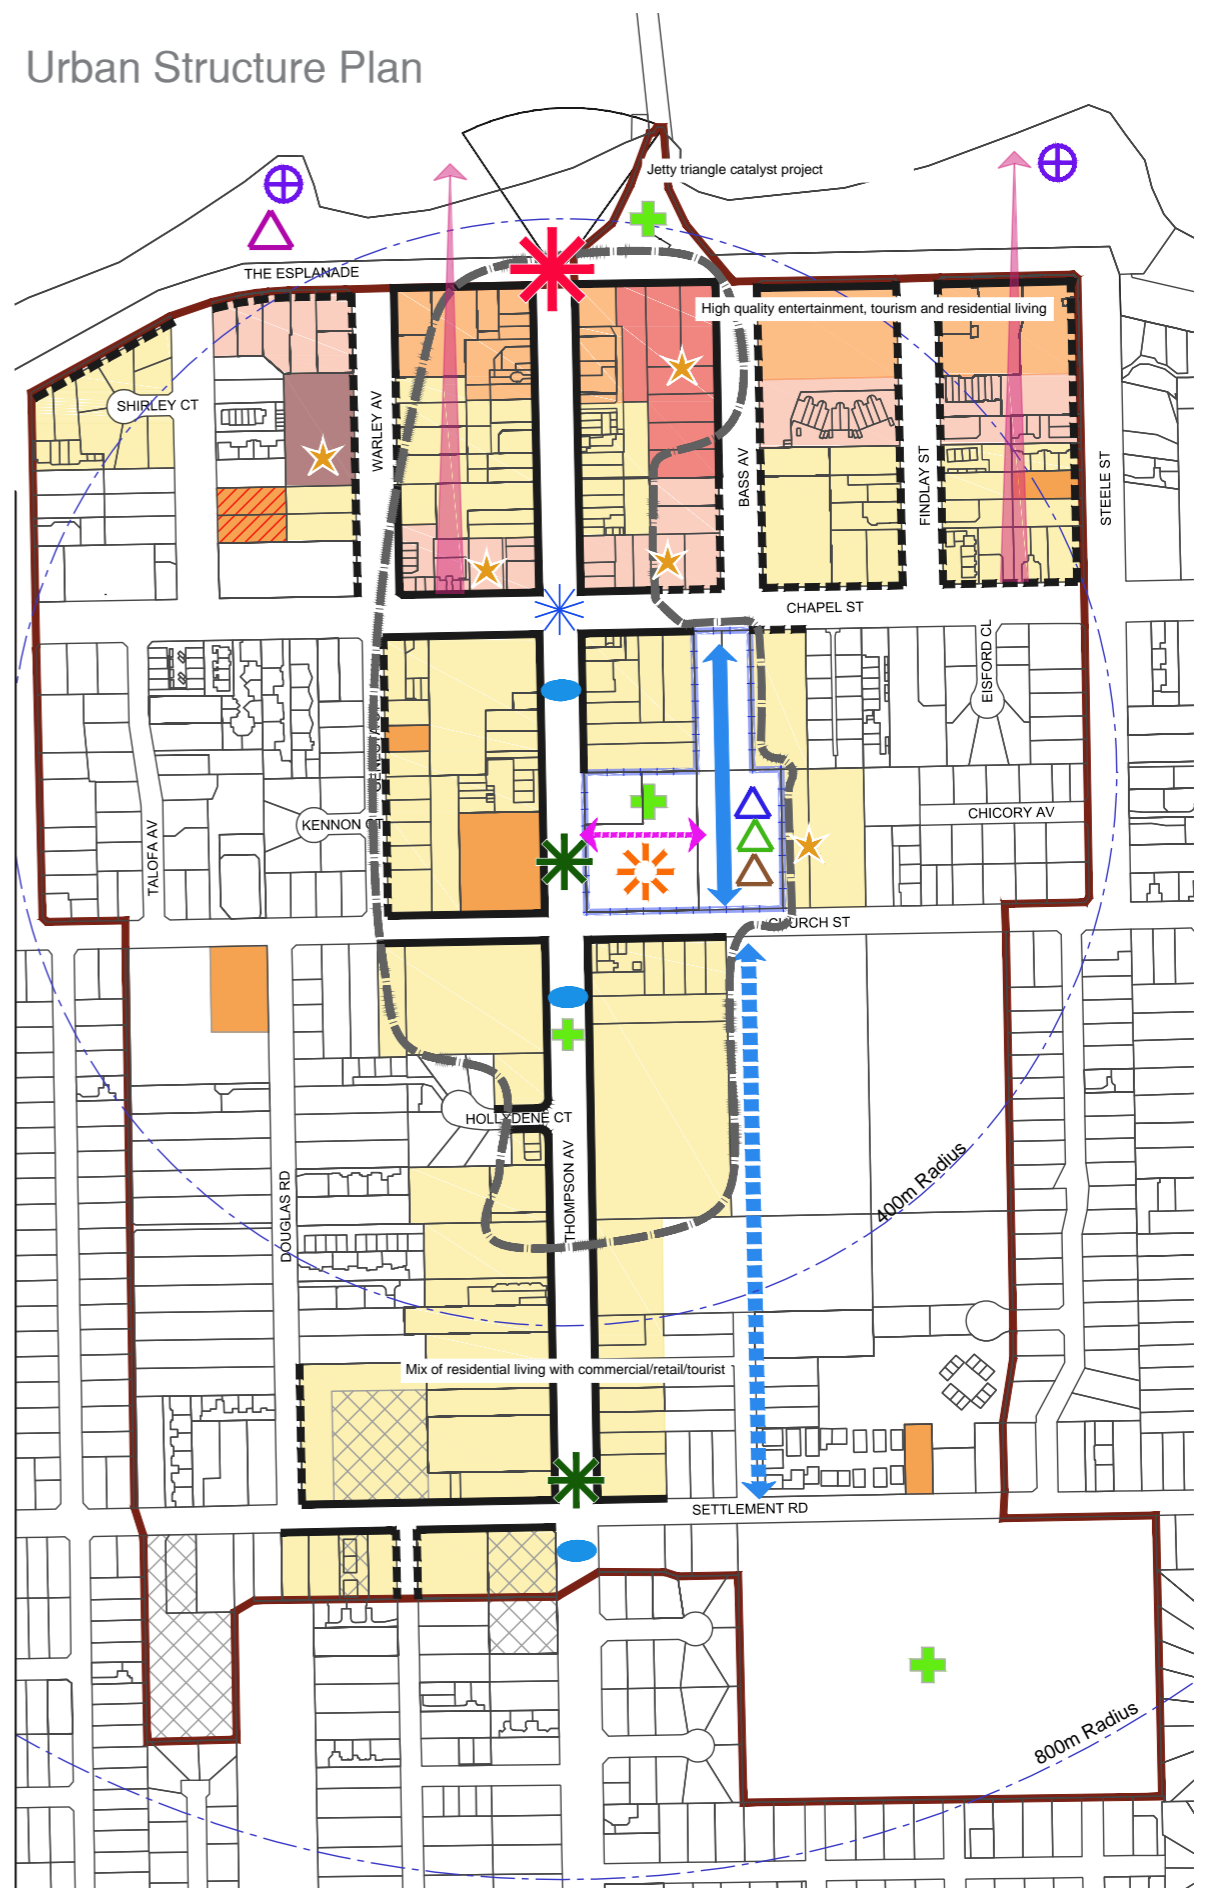 Urban Structure Plan
Jetty triangle catalyst project
THE ESPLANADE
High quality entertainment, tourism and residential living
SHIRLEY CT
WARLEY AV
BASS AV
FINDLAY ST
STEELE ST
CHAPEL ST
EISFORD CL
KENNON CT
TALOFA AV
CHICORY AV
CHURCH ST
HOLLYDENE CT
THOMPSON AV
DOUGLAS RD
400m Radius
Mix of residential living with commercial/retail/tourist
SETTLEMENT RD
800m Radius